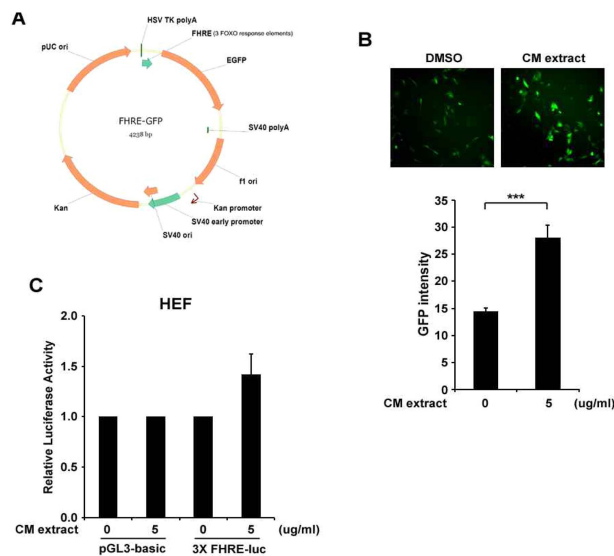 A
HSV TK polyA
FHRE (3 FOXO response elements)
pUC ori
EGFP
FHRE-GFP
4238 bp
SV40 polyA
f1 ori
Kan
Kan promoter
SV40 early promoter
SV40 ori
B
DMSO CM extract
***
35
30
25
20
15
10
5
0
GFP intensity
CM extract 0 5 (ug/ml)
C
HEF
2.0
1.5
1.0
0.5
0.0
Relative Luciferase Activity
CM extract 0 5 0 5 (ug/ml)
pGL3-basic 3X FHRE-luc